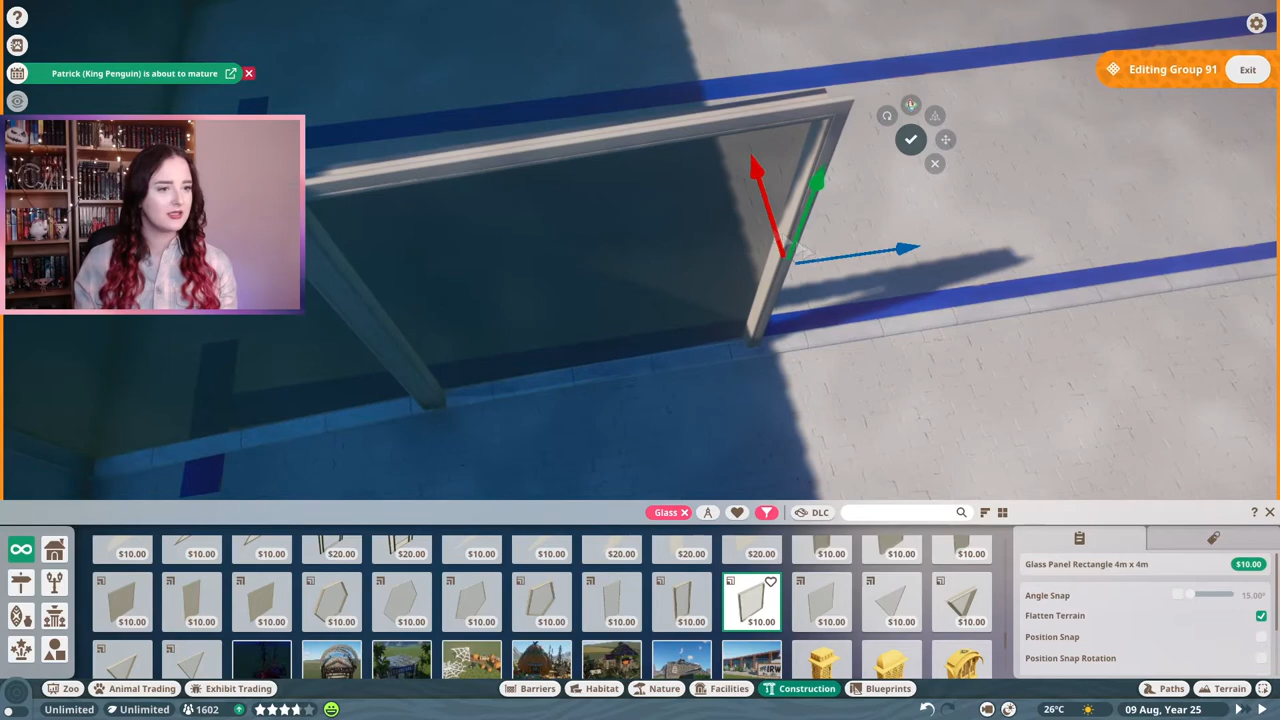 ?
Patrick (King Penguin) is about to mature
Editing Group 91
Exit
Glass ×
DLC
? ×
$10.00 $10.00 $10.00 $20.00 $20.00 $10.00 $10.00 $10.00 $20.00 $20.00 $10.00 $10.00 $10.00
$10.00 $10.00 $10.00 $10.00 $10.00 $10.00 $10.00 $10.00 $10.00 $10.00 $10.00 $10.00 $10.00
Glass Panel Rectangle 4m x 4m
$10.00
Angle Snap
15.00°
Flatten Terrain
Position Snap
Position Snap Rotation
Zoo
Animal Trading
Exhibit Trading
Barriers
Habitat
Nature
Facilities
Construction
Blueprints
Paths
Terrain
Unlimited
Unlimited
1602
26°C
09 Aug, Year 25